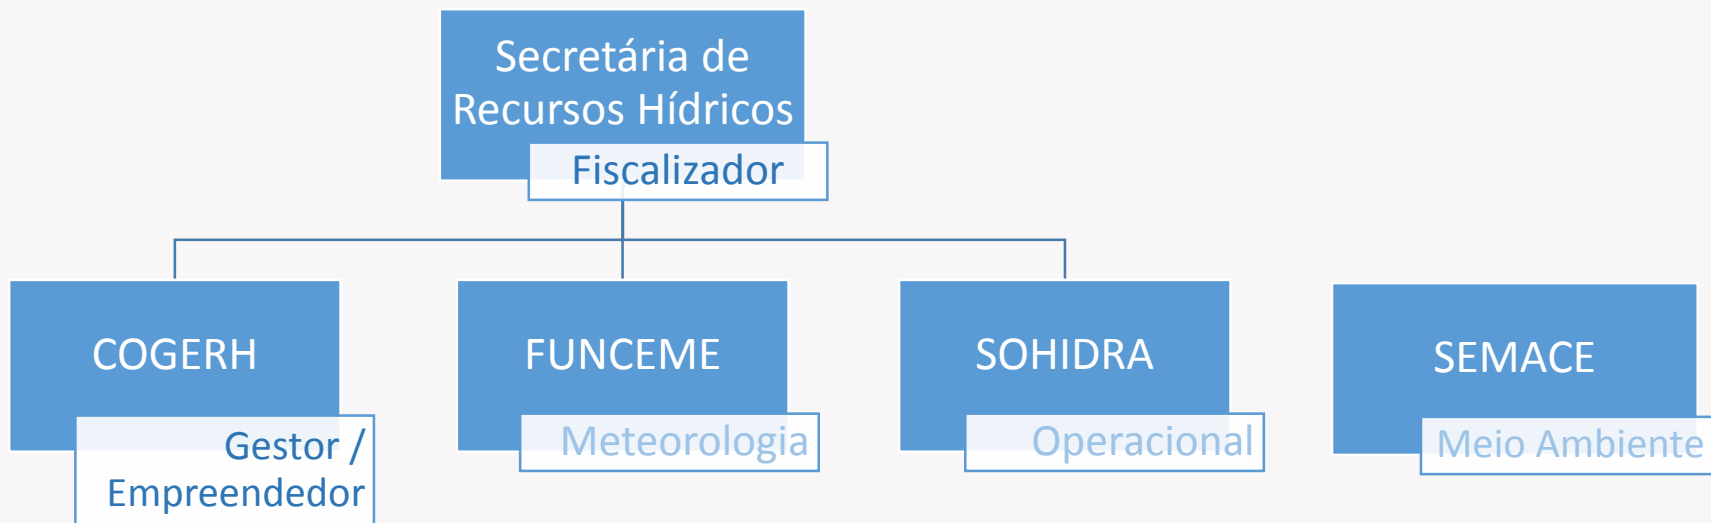 Secretária de
Recursos Hídricos
Fiscalizador
COGERH
Gestor /
Empreendedor
FUNCEME
Meteorologia
SOHIDRA
Operacional
SEMACE
Meio Ambiente